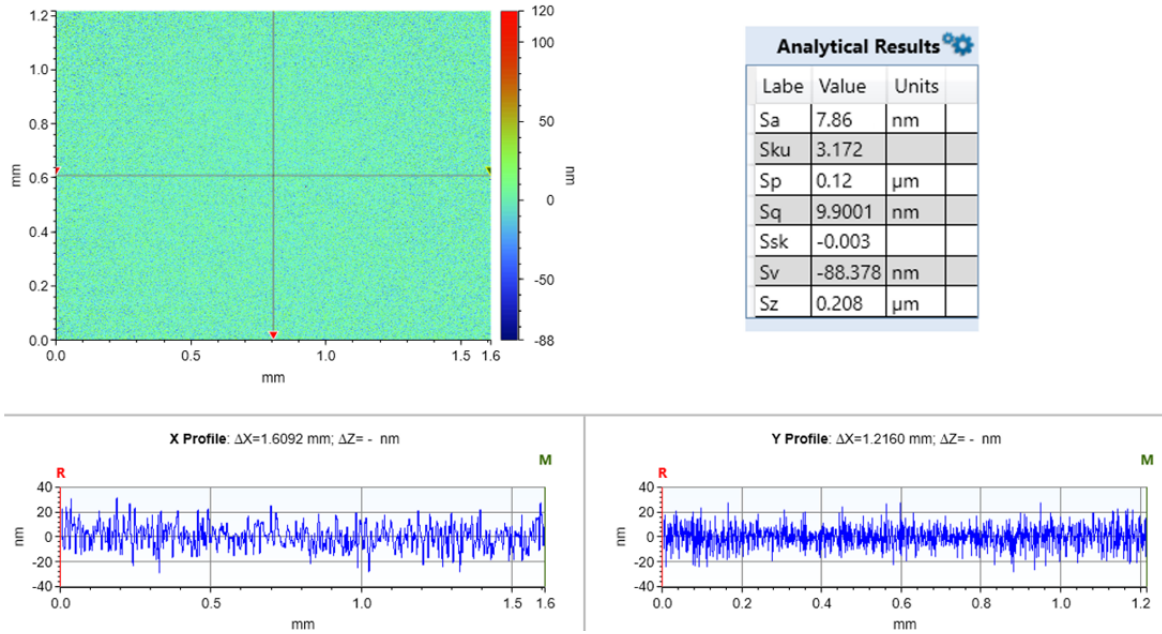 1.2
1.0
0.8
0.6
0.4
0.2
0.0
mm
0.0 0.5 1.0 1.5 1.6
mm
120
100
50
0
-50
-88
nm
Analytical Results
Labe Value Units
Sa 7.86 nm
Sku 3.172
Sp 0.12 µm
Sq 9.9001 nm
Ssk -0.003
Sv -88.378 nm
Sz 0.208 µm
X Profile: ΔX=1.6092 mm; ΔZ= - nm
R M
40
20
0
-20
-40
nm
0.0 0.5 1.0 1.5 1.6
mm
Y Profile: ΔX=1.2160 mm; ΔZ= - nm
R M
40
20
0
-20
-40
nm
0.0 0.2 0.4 0.6 0.8 1.0 1.2
mm